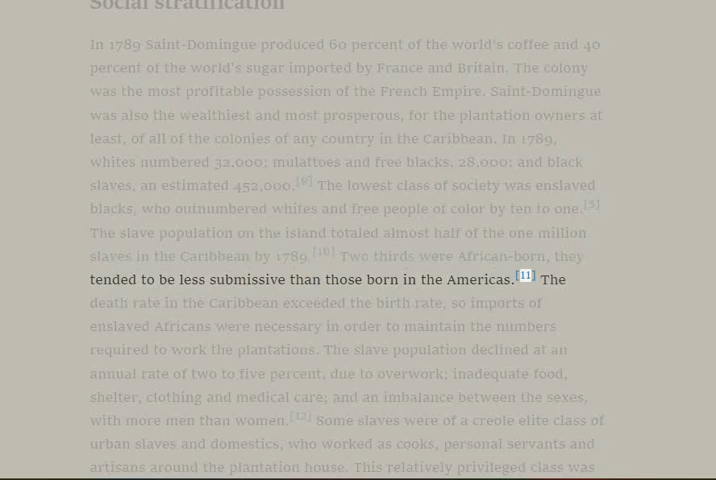 Social stratification
In 1789 Saint-Domingue produced 60 percent of the world's coffee and 40
percent of the world's sugar imported by France and Britain. The colony
was the most profitable possession of the French Empire. Saint-Domingue
was also the wealthiest and most prosperous, for the plantation owners at
least, of all of the colonies of any country in the Caribbean. In 1789,
whites numbered 32,000; mulattoes and free blacks, 28,000; and black
slaves, an estimated 452,000.[9] The lowest class of society was enslaved
blacks, who outnumbered whites and free people of color by ten to one.[5]
The slave population on the island totaled almost half of the one million
slaves in the Caribbean by 1789.[10] Two thirds were African-born, they
tended to be less submissive than those born in the Americas.[11] The
death rate in the Caribbean exceeded the birth rate, so imports of
enslaved Africans were necessary in order to maintain the numbers
required to work the plantations. The slave population declined at an
annual rate of two to five percent, due to overwork; inadequate food,
shelter, clothing and medical care; and an imbalance between the sexes,
with more men than women.[12] Some slaves were of a creole elite class of
urban slaves and domestics, who worked as cooks, personal servants and
artisans around the plantation house. This relatively privileged class was